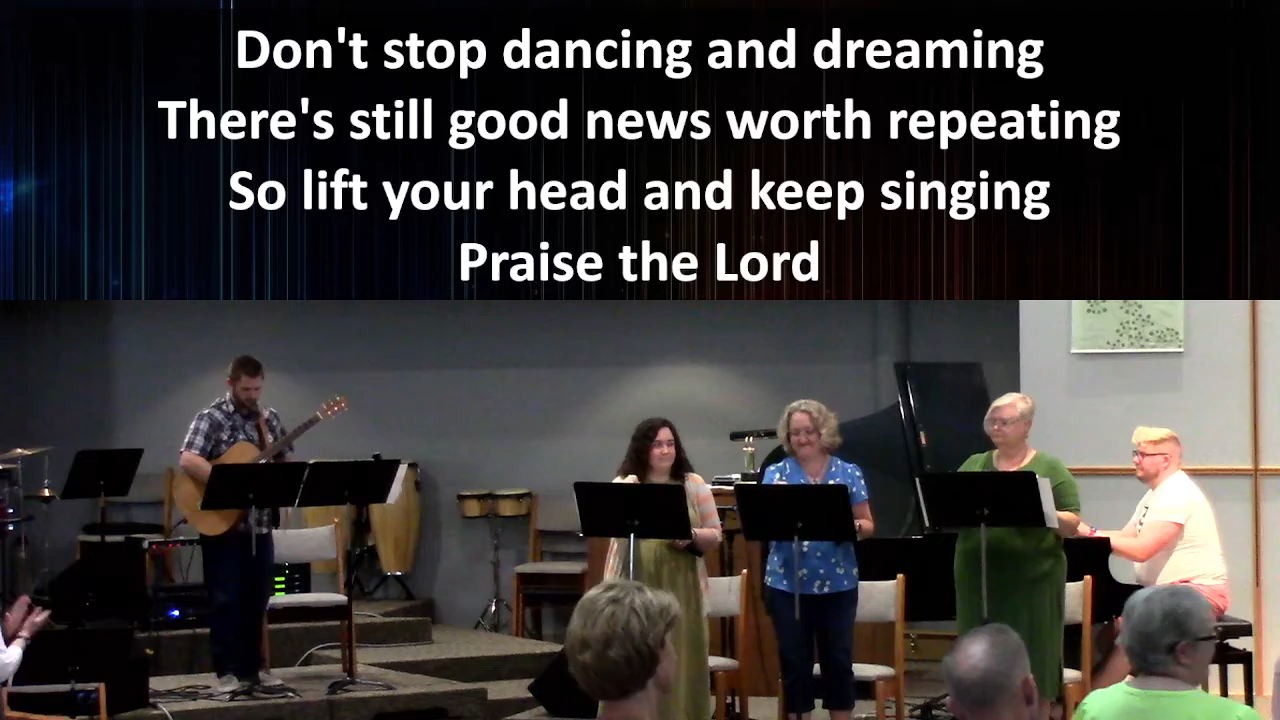 Don't stop dancing and dreaming
There's still good news worth repeating
So lift your head and keep singing
Praise the Lord